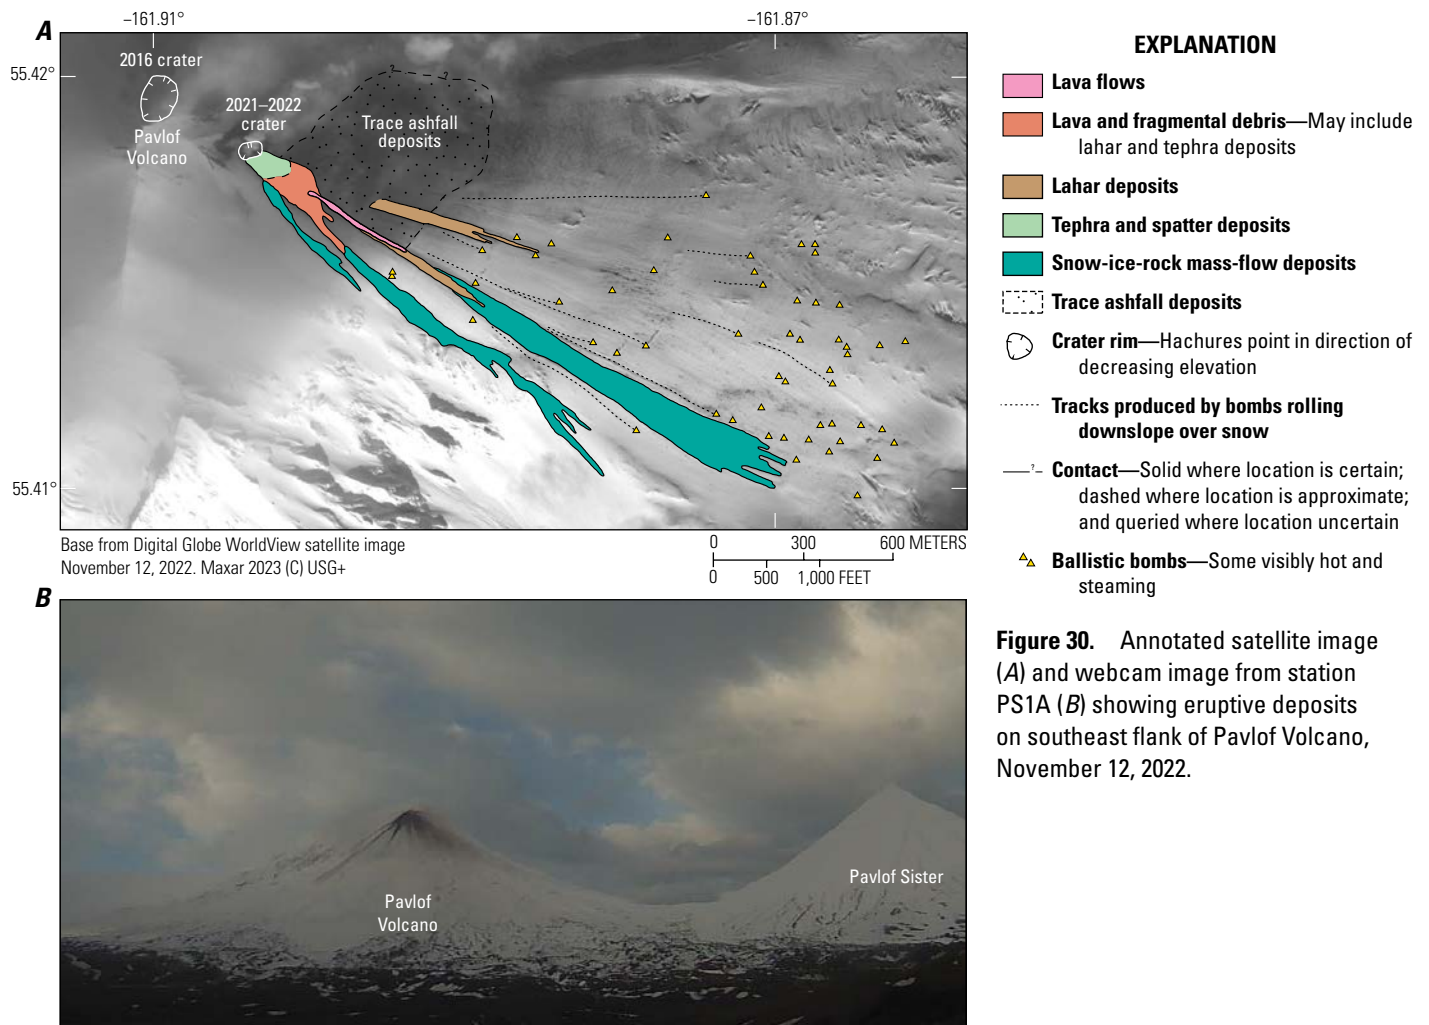 A
−161.91°
−161.87°
55.42°
55.41°
2016 crater
Pavlof
Volcano
2021–2022
crater
Trace ashfall
deposits
?
?
Base from Digital Globe WorldView satellite image
November 12, 2022. Maxar 2023 (C) USG+
0 300 600 METERS
0 500 1,000 FEET
EXPLANATION
Lava flows
Lava and fragmental debris—May include
lahar and tephra deposits
Lahar deposits
Tephra and spatter deposits
Snow-ice-rock mass-flow deposits
Trace ashfall deposits
Crater rim—Hachures point in direction of
decreasing elevation
Tracks produced by bombs rolling
downslope over snow
?
Contact—Solid where location is certain;
dashed where location is approximate;
and queried where location uncertain
Ballistic bombs—Some visibly hot and
steaming
B
Pavlof
Volcano
Pavlof Sister
Figure 30. Annotated satellite image
(A) and webcam image from station
PS1A (B) showing eruptive deposits
on southeast flank of Pavlof Volcano,
November 12, 2022.